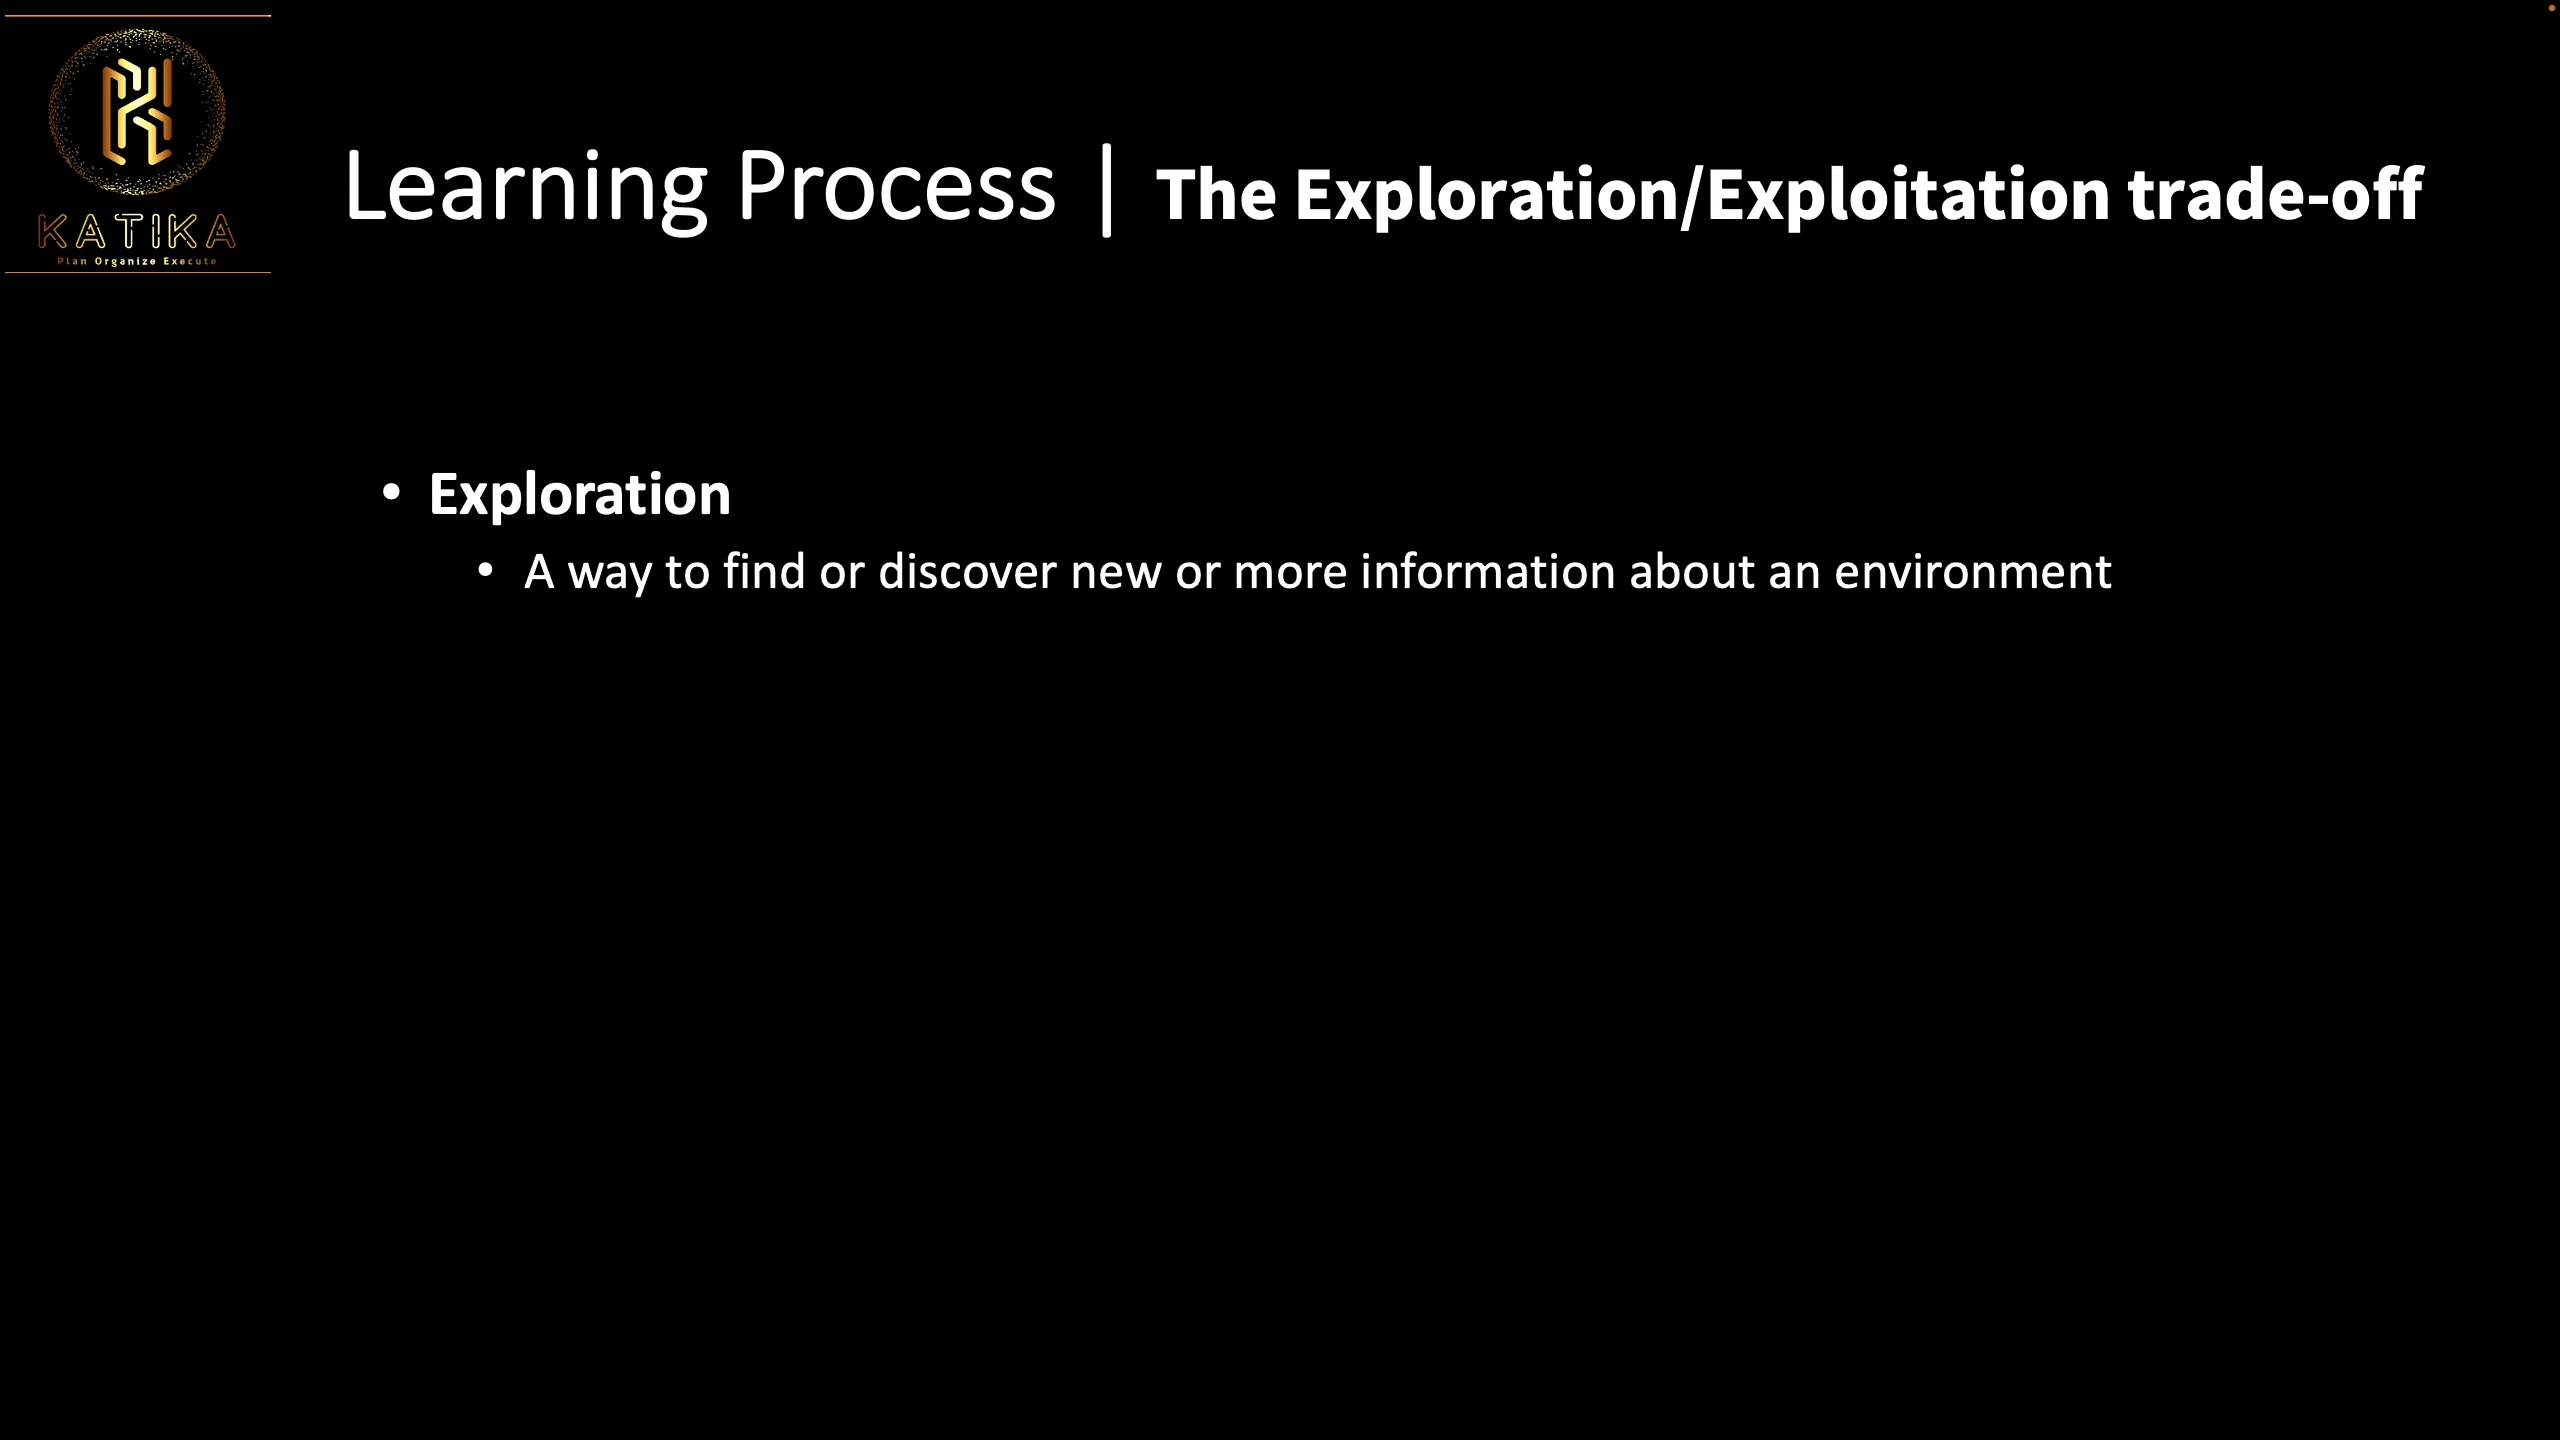 KATIKA
Plan Organize Execute
Learning Process | The Exploration/Exploitation trade-off
• Exploration
• A way to find or discover new or more information about an environment